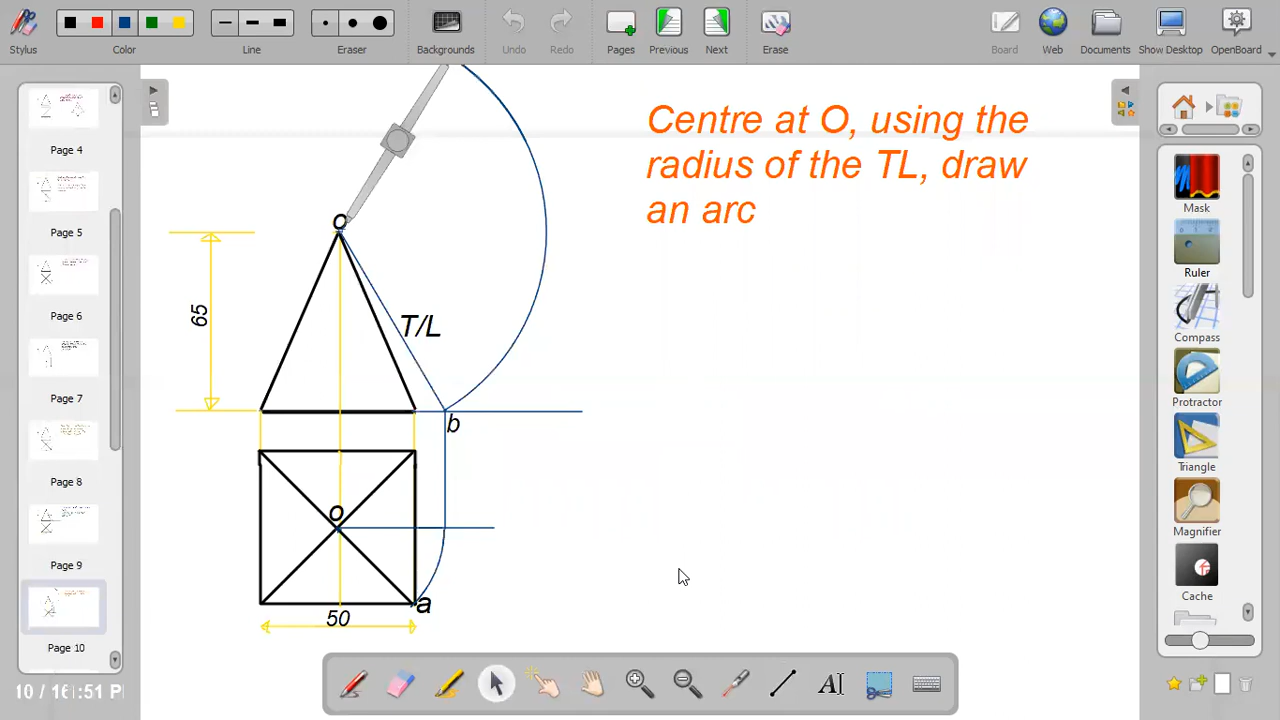 Stylus
Color
Line
Eraser
Backgrounds
Undo
Redo
Pages
Previous
Next
Erase
Board
Web
Documents
Show Desktop
OpenBoard
Page 4
Page 5
Page 6
Page 7
Page 8
Page 9
Page 10
Centre at O, using the
radius of the TL, draw
an arc
O
65
T/L
b
o
a
50
Mask
Ruler
Compass
Protractor
Triangle
Magnifier
Cache